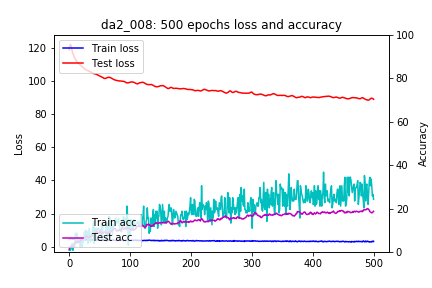 da2_008: 500 epochs loss and accuracy
Train loss
Test loss
Train acc
Test acc
Loss
0
20
40
60
80
100
120
Accuracy
0
20
40
60
80
100
0
100
200
300
400
500